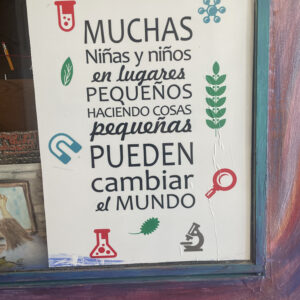 MUCHAS
Niñas y niños
en lugares
PEQUEÑOS
HACIENDO COSAS
pequeñas
PUEDEN
cambiar
el MUNDO